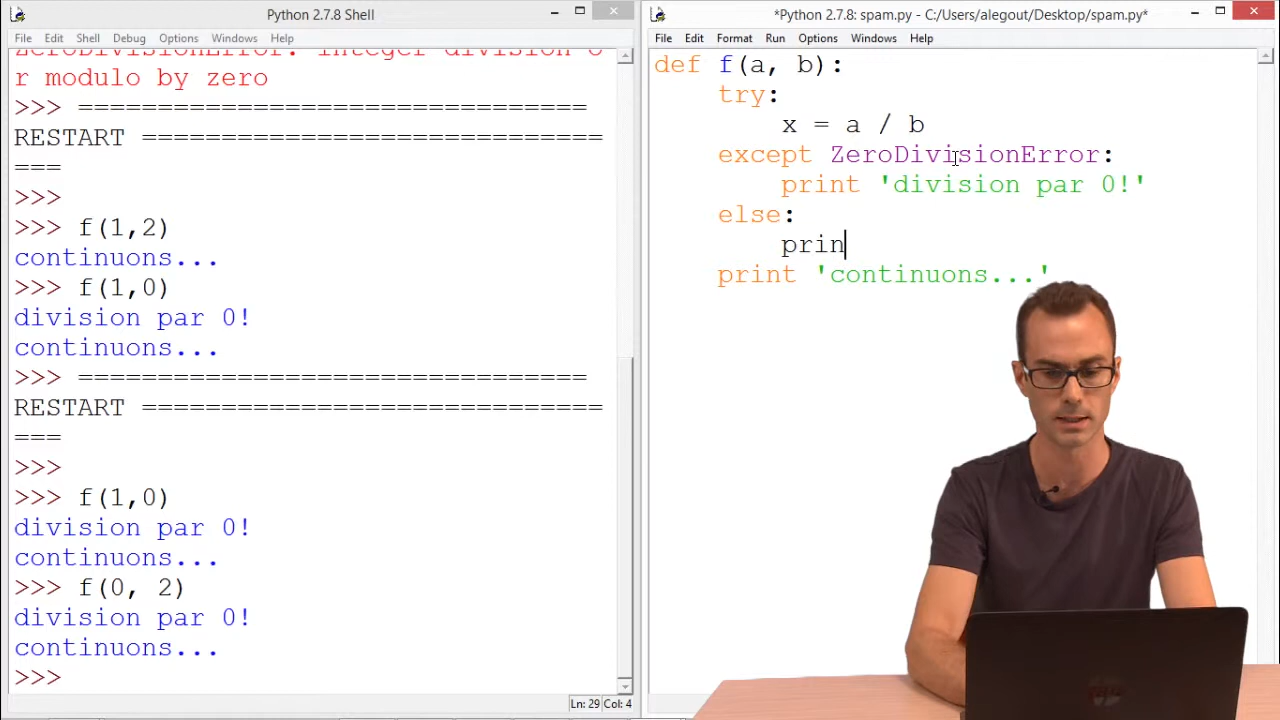 Python 2.7.8 Shell
File Edit Shell Debug Options Windows Help
ZeroDivisionError: integer division o
r modulo by zero
>>> ================================
RESTART =============================
===
>>>
>>> f(1,2)
continuons...
>>> f(1,0)
division par 0!
continuons...
>>> ================================
RESTART =============================
===
>>>
>>> f(1,0)
division par 0!
continuons...
>>> f(0, 2)
division par 0!
continuons...
>>>
Ln: 29 Col: 4
*Python 2.7.8: spam.py - C:/Users/alegout/Desktop/spam.py*
File Edit Format Run Options Windows Help
def f(a, b):
try:
x = a / b
except ZeroDivisionError:
print 'division par 0!'
else:
prin
print 'continuons...'